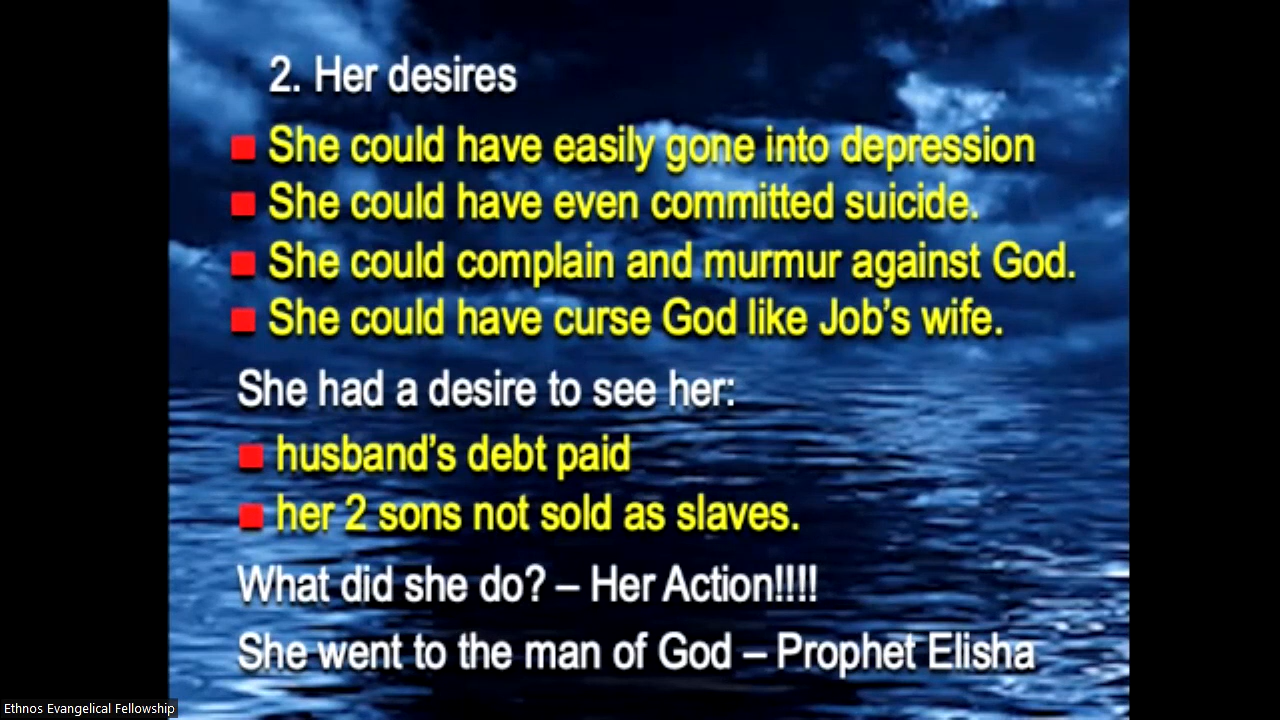 2. Her desires
■ She could have easily gone into depression
■ She could have even committed suicide.
■ She could complain and murmur against God.
■ She could have curse God like Job’s wife.
She had a desire to see her:
■ husband’s debt paid
■ her 2 sons not sold as slaves.
What did she do? – Her Action!!!!
She went to the man of God – Prophet Elisha
Ethnos Evangelical Fellowship